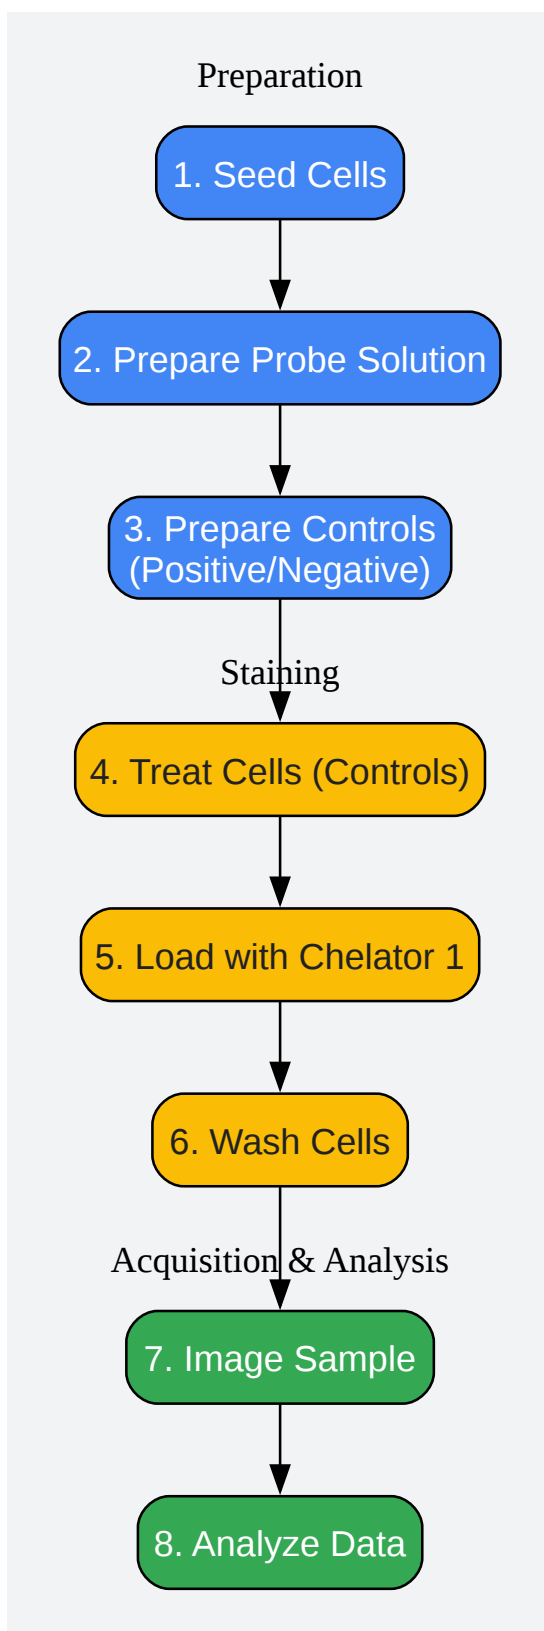 Preparation
1. Seed Cells
2. Prepare Probe Solution
3. Prepare Controls
(Positive/Negative)
Staining
4. Treat Cells (Controls)
5. Load with Chelator 1
6. Wash Cells
Acquisition & Analysis
7. Image Sample
8. Analyze Data